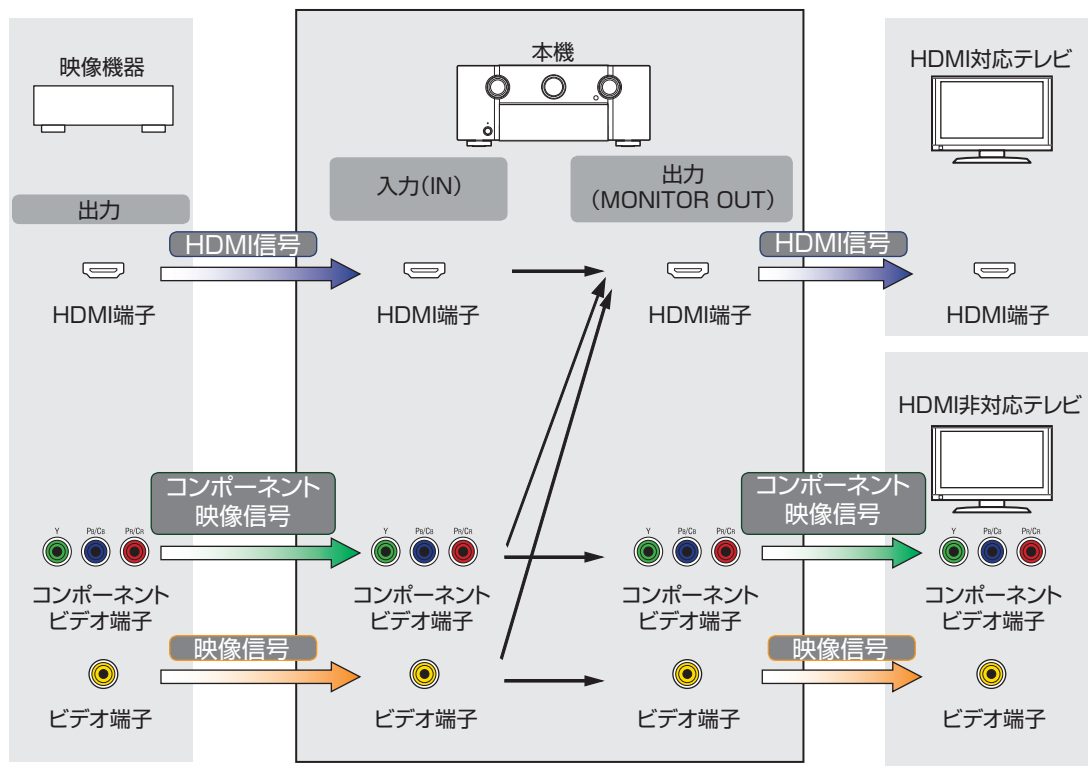 映像機器
本機
HDMI対応テレビ
出力
入力(IN)
出力
(MONITOR OUT)
HDMI信号
HDMI信号
HDMI端子
HDMI端子
HDMI端子
HDMI端子
HDMI非対応テレビ
コンポーネント
映像信号
コンポーネント
映像信号
Y PB/CB PR/CR
Y PB/CB PR/CR
Y PB/CB PR/CR
Y PB/CB PR/CR
コンポーネント
ビデオ端子
コンポーネント
ビデオ端子
コンポーネント
ビデオ端子
コンポーネント
ビデオ端子
映像信号
映像信号
ビデオ端子
ビデオ端子
ビデオ端子
ビデオ端子